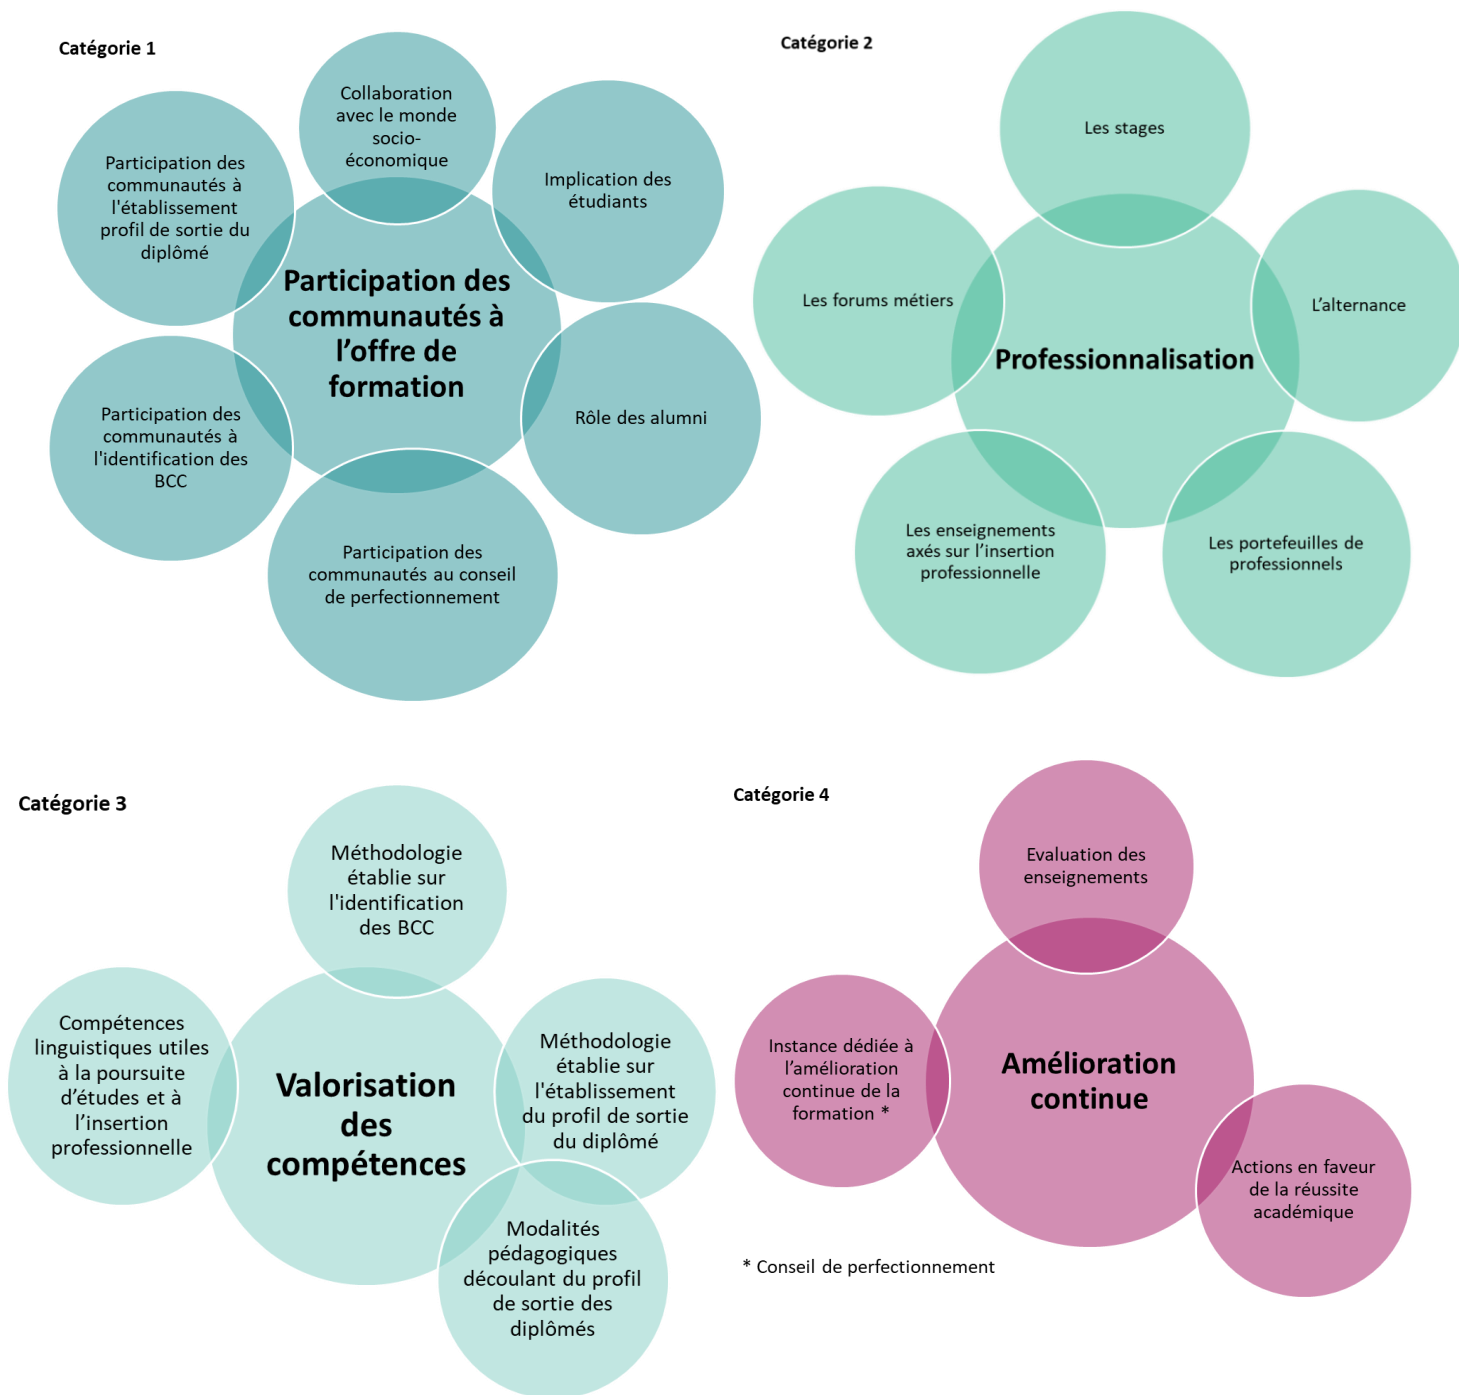 Catégorie 1
Collaboration
avec le monde
socio-
économique
Implication des
étudiants
Rôle des alumni
Participation des
communautés au conseil
de perfectionnement
Participation des
communautés à
l'identification des
BCC
Participation des
communautés à
l'établissement
profil de sortie du
diplômé
Participation des
communautés à
l’offre de
formation
Catégorie 2
Les stages
L’alternance
Les portefeuilles de
professionnels
Les enseignements
axés sur l’insertion
professionnelle
Les forums métiers
Professionnalisation
Catégorie 3
Méthodologie
établie sur
l'identification
des BCC
Méthodologie
établie sur
l'établissement
du profil de sortie
du diplômé
Modalités
pédagogiques
découlant du profil
de sortie des
diplômés
Compétences
linguistiques utiles
à la poursuite
d’études et à
l’insertion
professionnelle
Valorisation
des
compétences
Catégorie 4
Evaluation des
enseignements
Actions en faveur
de la réussite
académique
Instance dédiée à
l’amélioration
continue de la
formation *
Amélioration
continue
* Conseil de perfectionnement